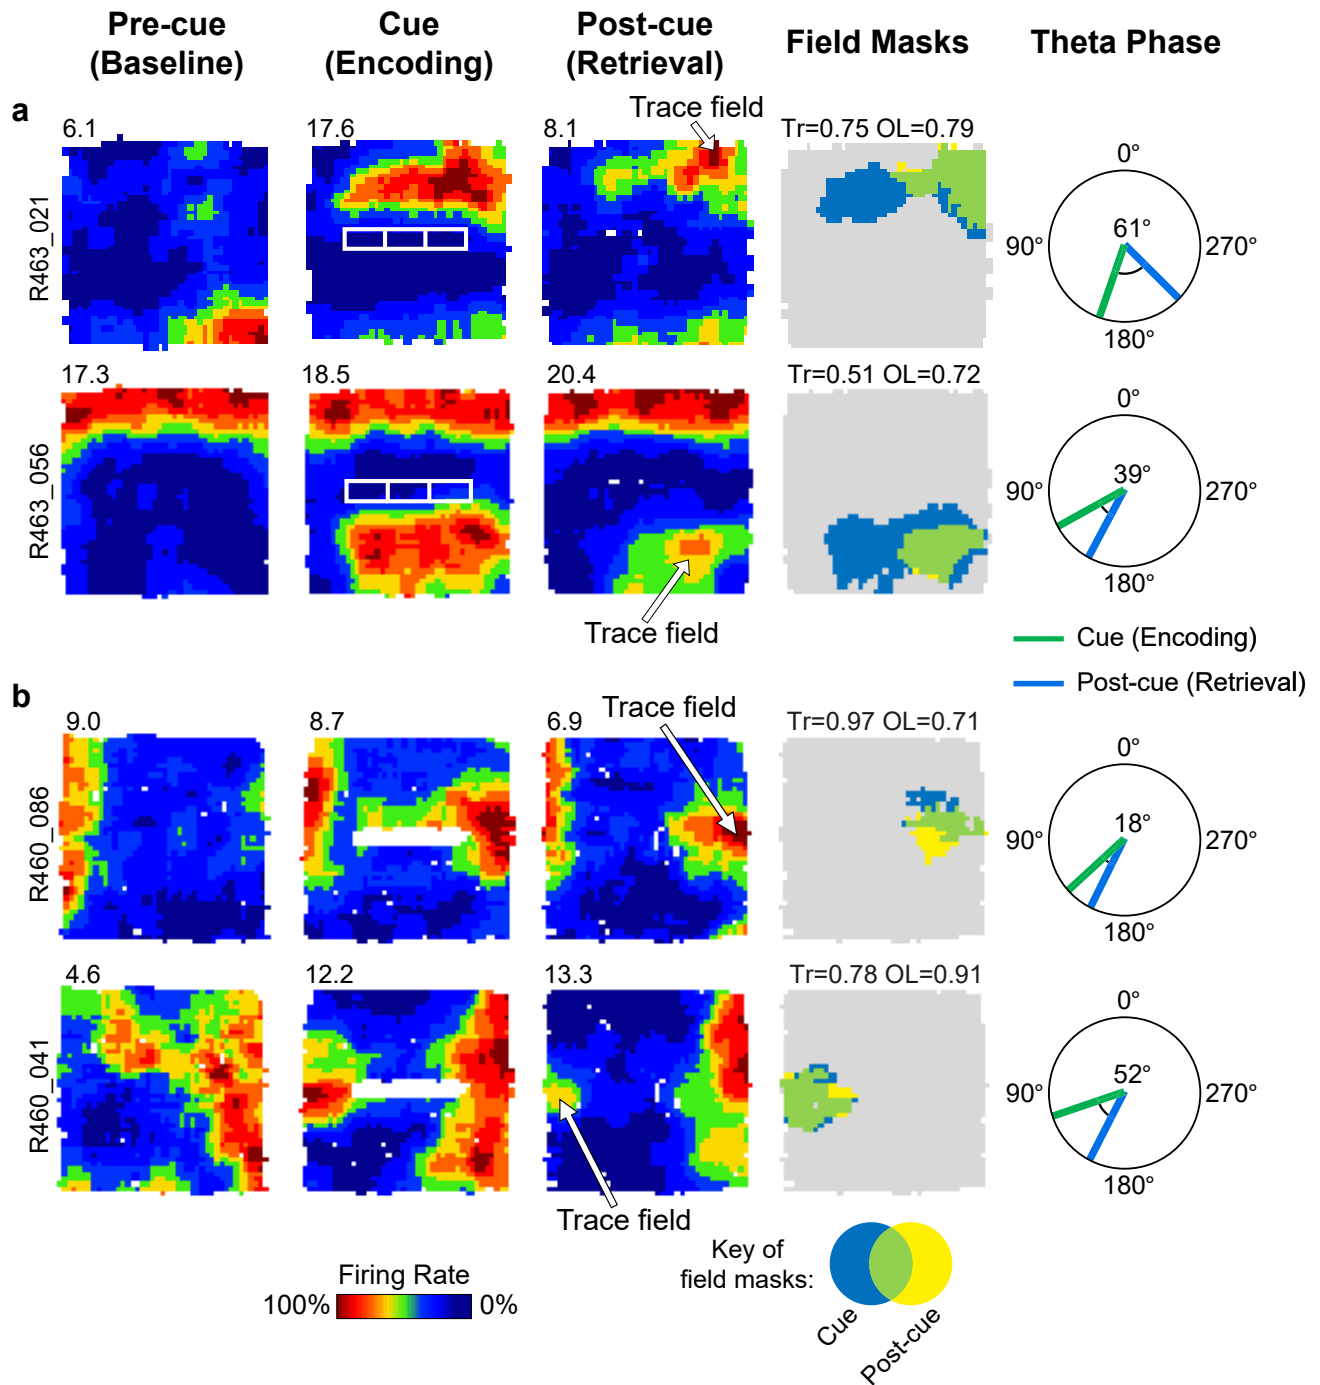 Pre-cue
(Baseline)
Cue
(Encoding)
Post-cue
(Retrieval)
Field Masks
Theta Phase
a
R463_021
6.1
17.6
8.1
Trace field
Tr=0.75 OL=0.79
0°
90°
61°
270°
180°
R463_056
17.3
18.5
20.4
Trace field
Tr=0.51 OL=0.72
0°
90°
39°
270°
180°
Cue (Encoding)
Post-cue (Retrieval)
b
R460_086
9.0
8.7
6.9
Trace field
Tr=0.97 OL=0.71
0°
90°
18°
270°
180°
R460_041
4.6
12.2
13.3
Trace field
Tr=0.78 OL=0.91
0°
90°
52°
270°
180°
Firing Rate
100%
0%
Key of
field masks:
Cue
Post-cue